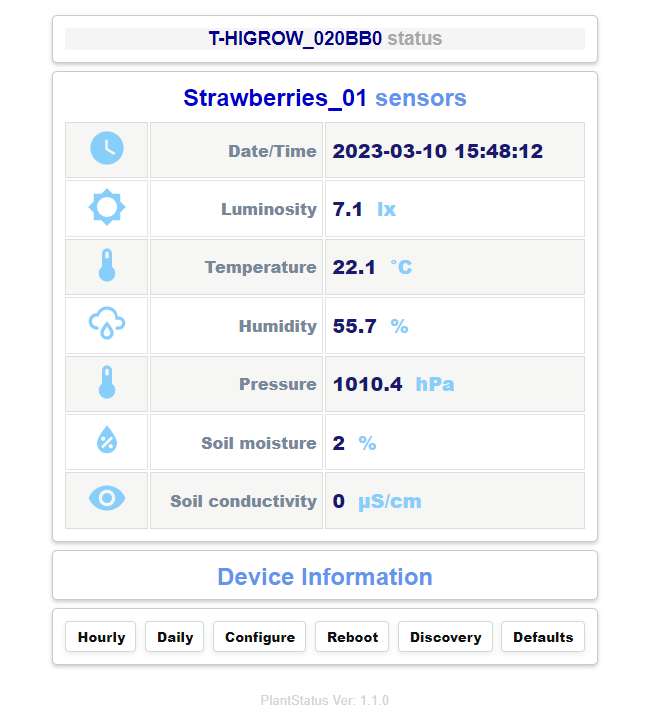 T-HIGROW_020BB0 status
Strawberries_01 sensors
Date/Time 2023-03-10 15:48:12
Luminosity 7.1 lx
Temperature 22.1 °C
Humidity 55.7 %
Pressure 1010.4 hPa
Soil moisture 2 %
Soil conductivity 0 µS/cm
Device Information
Hourly Daily Configure Reboot Discovery Defaults
PlantStatus Ver: 1.1.0